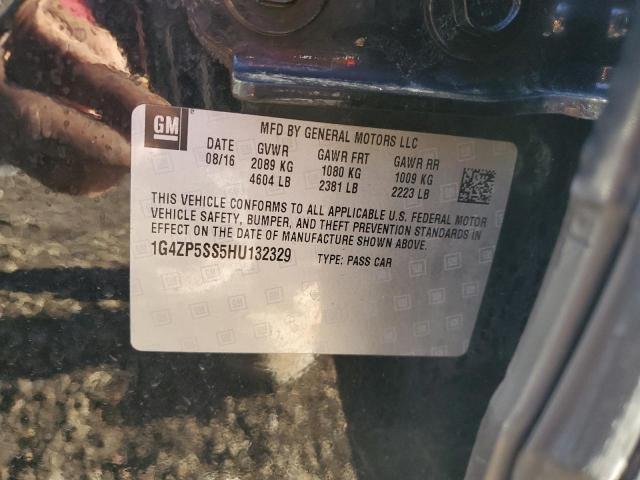 GM
MFD BY GENERAL MOTORS LLC
DATE GVWR GAWR FRT GAWR RR
08/16 2089 KG 1080 KG 1009 KG
4604 LB 2381 LB 2223 LB
THIS VEHICLE CONFORMS TO ALL APPLICABLE U.S. FEDERAL MOTOR
VEHICLE SAFETY, BUMPER, AND THEFT PREVENTION STANDARDS IN
EFFECT ON THE DATE OF MANUFACTURE SHOWN ABOVE.
1G4ZP5SS5HU132329 TYPE: PASS CAR